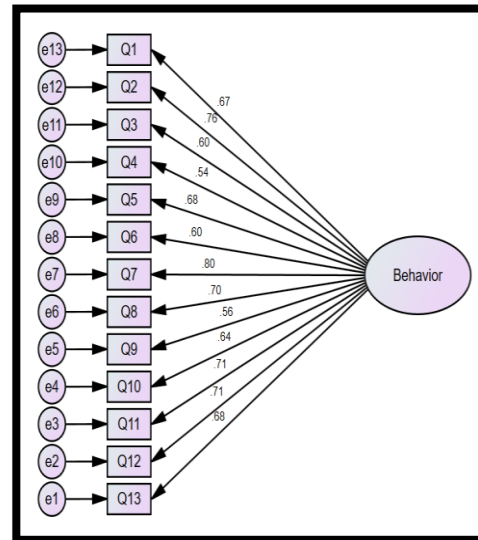 e13 Q1
.67
e12 Q2
.76
e11 Q3
.60
e10 Q4
.54
e9 Q5
.68
e8 Q6
.60
e7 Q7
.80
Behavior
e6 Q8
.70
e5 Q9
.56
e4 Q10
.64
e3 Q11
.71
e2 Q12
.71
e1 Q13
.68